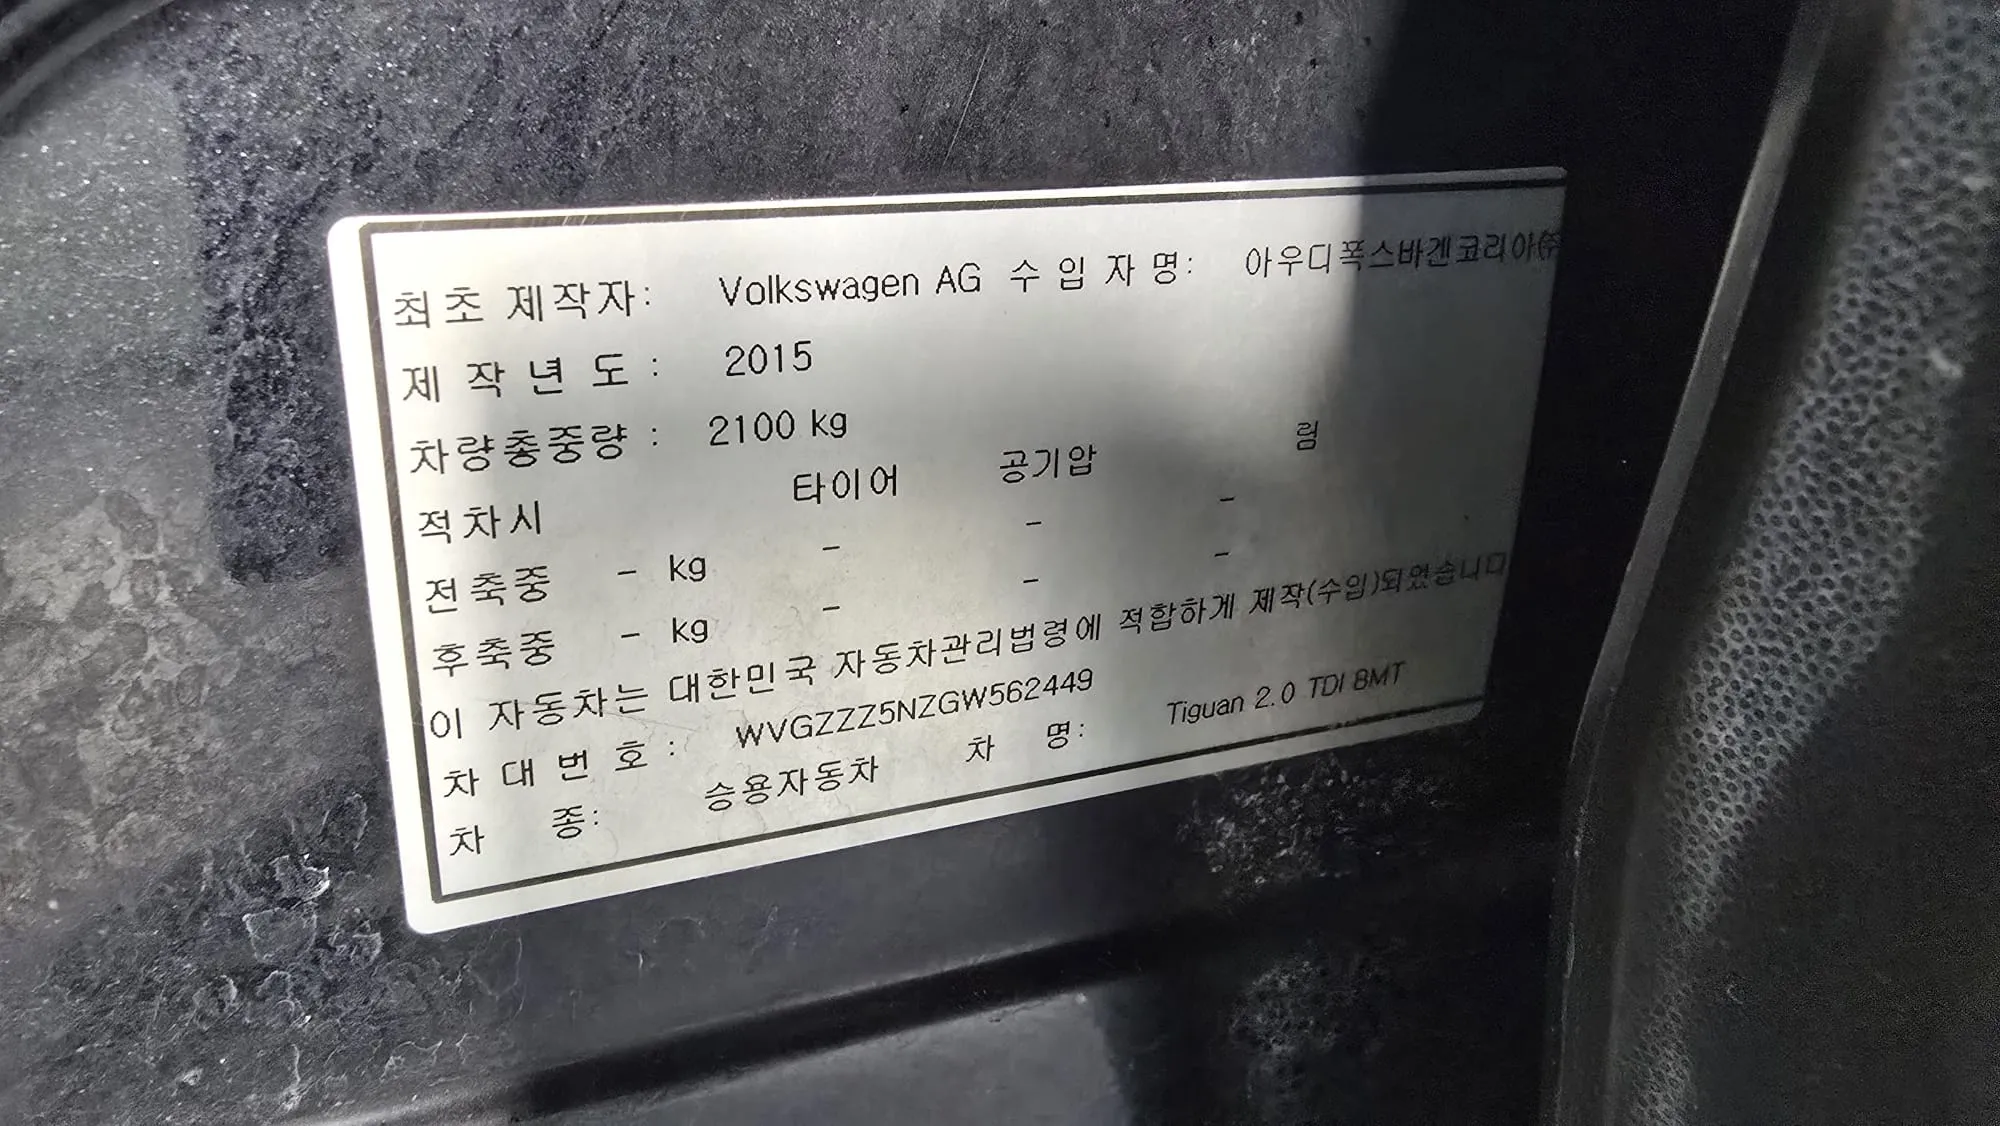 최초 제작자: Volkswagen AG 수 입 자 명: 아우디폭스바겐코리아(주
제 작 년 도 : 2015
차량총중량 : 2100 kg
적차시 타이어 공기압 림
전축중 - kg - - -
후축중 - kg - - -
이 자동차는 대한민국 자동차관리법령에 적합하게 제작(수입)되였습니다
차 대 번 호 : WVGZZZ5NZGW562449
차 종: 승용자동차 차 명: Tiguan 2.0 TDI BMT